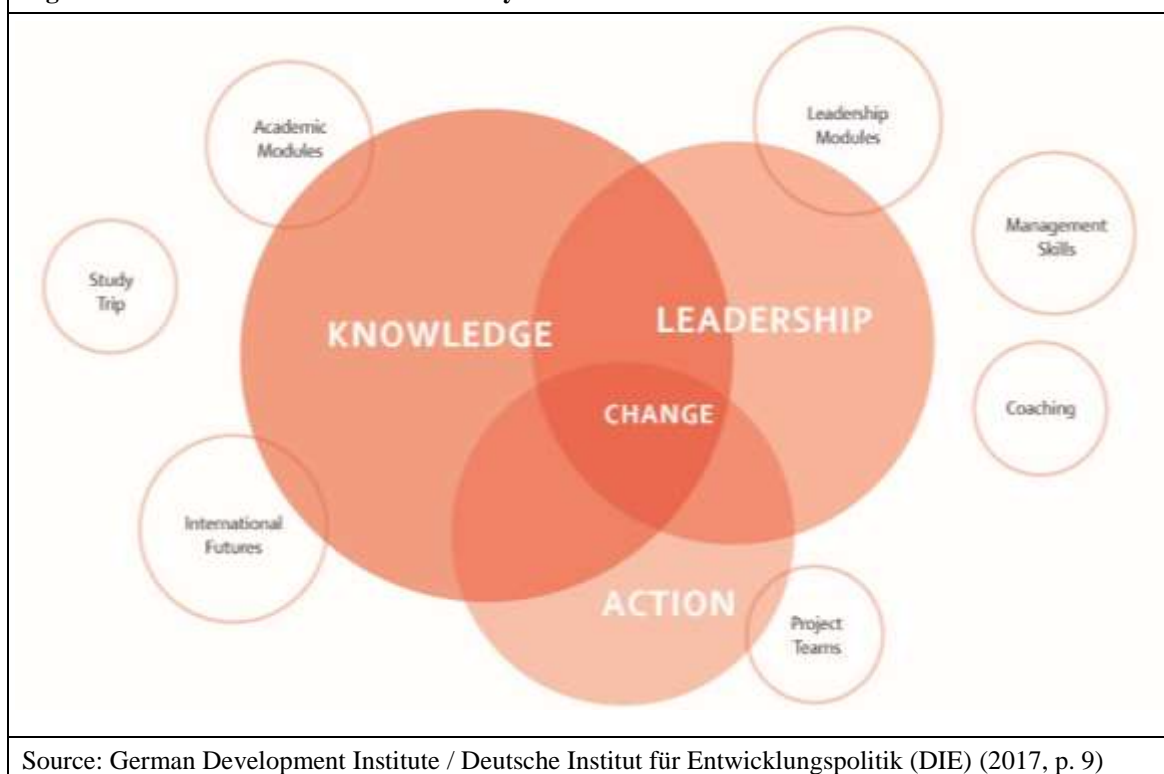 Academic
Modules
Leadership
Modules
Management
Skills
Study
Trip
KNOWLEDGE
LEADERSHIP
CHANGE
Coaching
International
Futures
ACTION
Project
Teams
Source: German Development Institute / Deutsche Institut für Entwicklungspolitik (DIE) (2017, p. 9)